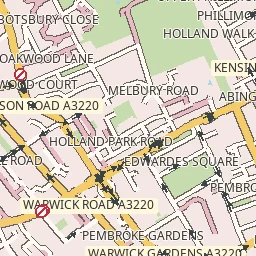 BOTSBURY CLOSE
PHILLIMO
HOLLAND WALK
OAKWOOD LANE
KENSIN
WOOD COURT
MELBURY ROAD
ABING
SON ROAD A3220
HOLLAND PARK ROAD
E ROAD
EDWARDES SQUARE
PEMBRO
WARWICK ROAD A3220
PEMBROKE GARDENS
WARWICK GARDENS A3220